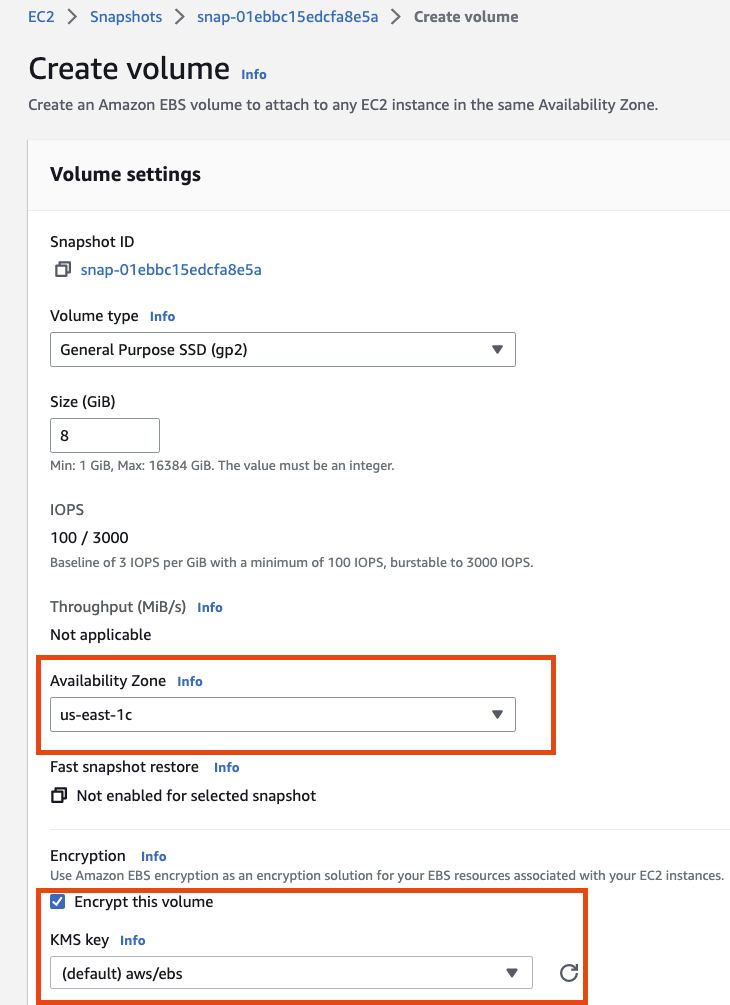 EC2 > Snapshots > snap-01ebbc15edcfa8e5a > Create volume
Create volume Info
Create an Amazon EBS volume to attach to any EC2 instance in the same Availability Zone.
Volume settings
Snapshot ID
snap-01ebbc15edcfa8e5a
Volume type Info
General Purpose SSD (gp2)
Size (GiB)
8
Min: 1 GiB, Max: 16384 GiB. The value must be an integer.
IOPS
100 / 3000
Baseline of 3 IOPS per GiB with a minimum of 100 IOPS, burstable to 3000 IOPS.
Throughput (MiB/s) Info
Not applicable
Availability Zone Info
us-east-1c
Fast snapshot restore Info
Not enabled for selected snapshot
Encryption Info
Use Amazon EBS encryption as an encryption solution for your EBS resources associated with your EC2 instances.
Encrypt this volume
KMS key Info
(default) aws/ebs